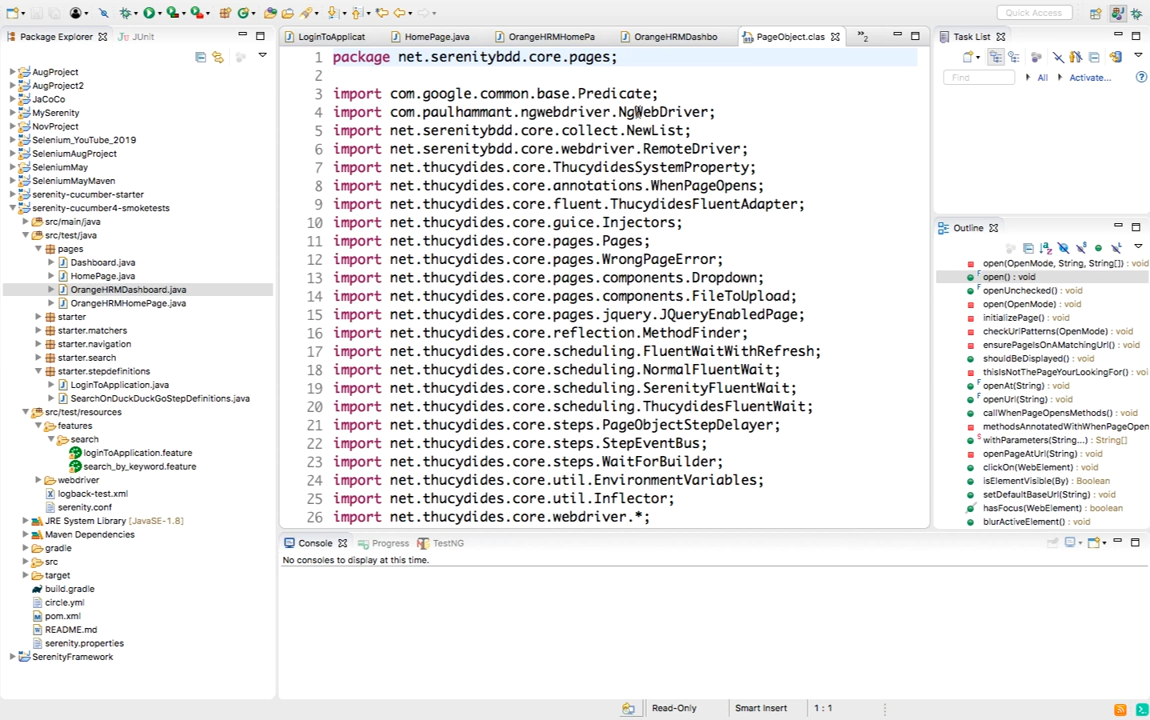 Quick Access
Package Explorer
JUnit
AugProject
AugProject2
JaCoCo
MySerenity
NovProject
Selenium_YouTube_2019
SeleniumAugProject
SeleniumMay
SeleniumMayMaven
serenity-cucumber-starter
serenity-cucumber4-smoketests
src/main/java
src/test/java
pages
Dashboard.java
HomePage.java
OrangeHRMDashboard.java
OrangeHRMHomePage.java
starter
starter.matchers
starter.navigation
starter.search
starter.stepdefinitions
LoginToApplication.java
SearchOnDuckDuckGoStepDefinitions.java
src/test/resources
features
search
loginToApplication.feature
search_by_keyword.feature
webdriver
logback-test.xml
serenity.conf
JRE System Library [JavaSE-1.8]
Maven Dependencies
gradle
src
target
build.gradle
circle.yml
pom.xml
README.md
serenity.properties
SerenityFramework
LoginToApplicat
HomePage.java
OrangeHRMHomePa
OrangeHRMDashbo
PageObject.clas
»2
1 package net.serenitybdd.core.pages;
2
3 import com.google.common.base.Predicate;
4 import com.paulhammant.ngwebdriver.NgWebDriver;
5 import net.serenitybdd.core.collect.NewList;
6 import net.serenitybdd.core.webdriver.RemoteDriver;
7 import net.thucydides.core.ThucydidesSystemProperty;
8 import net.thucydides.core.annotations.WhenPageOpens;
9 import net.thucydides.core.fluent.ThucydidesFluentAdapter;
10 import net.thucydides.core.guice.Injectors;
11 import net.thucydides.core.pages.Pages;
12 import net.thucydides.core.pages.WrongPageError;
13 import net.thucydides.core.pages.components.Dropdown;
14 import net.thucydides.core.pages.components.FileToUpload;
15 import net.thucydides.core.pages.jquery.JQueryEnabledPage;
16 import net.thucydides.core.reflection.MethodFinder;
17 import net.thucydides.core.scheduling.FluentWaitWithRefresh;
18 import net.thucydides.core.scheduling.NormalFluentWait;
19 import net.thucydides.core.scheduling.SerenityFluentWait;
20 import net.thucydides.core.scheduling.ThucydidesFluentWait;
21 import net.thucydides.core.steps.PageObjectStepDelayer;
22 import net.thucydides.core.steps.StepEventBus;
23 import net.thucydides.core.steps.WaitForBuilder;
24 import net.thucydides.core.util.EnvironmentVariables;
25 import net.thucydides.core.util.Inflector;
26 import net.thucydides.core.webdriver.*;
Console
Progress
TestNG
No consoles to display at this time.
Task List
Find
All
Activate...
Outline
open(OpenMode, String, String[]) : void
open() : void
openUnchecked() : void
open(OpenMode) : void
initializePage() : void
checkUrlPatterns(OpenMode) : void
ensurePageIsOnAMatchingUrl() : void
shouldBeDisplayed() : void
thisIsNotThePageYourLookingFor() : void
openAt(String) : void
openUrl(String) : void
callWhenPageOpensMethods() : void
methodsAnnotatedWithWhenPageOpen
withParameters(String...) : String[]
openPageAtUrl(String) : void
clickOn(WebElement) : void
isElementVisible(By) : Boolean
setDefaultBaseUrl(String) : void
hasFocus(WebElement) : boolean
blurActiveElement() : void
Read-Only
Smart Insert
1 : 1